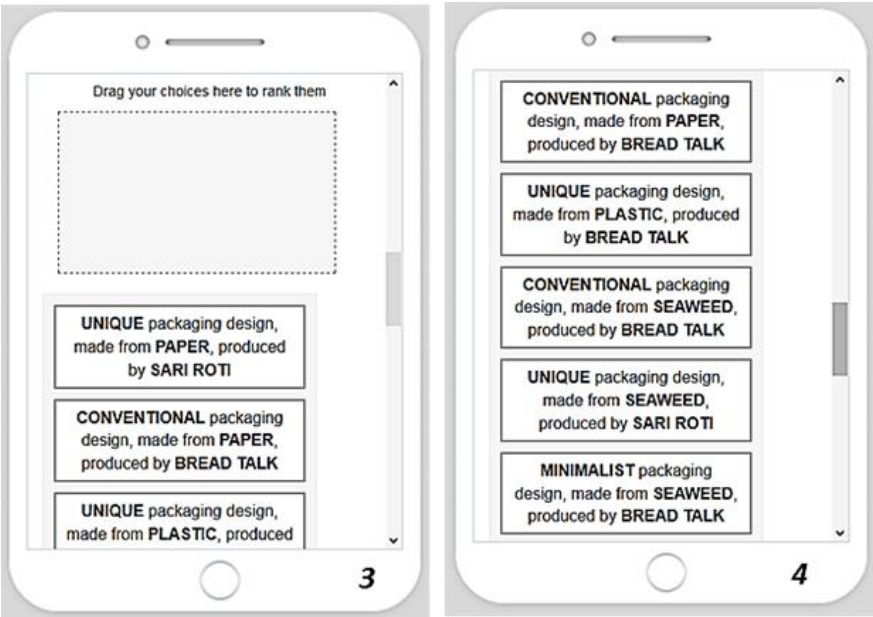 Drag your choices here to rank them
UNIQUE packaging design,
made from PAPER, produced
by SARI ROTI
CONVENTIONAL packaging
design, made from PAPER,
produced by BREAD TALK
UNIQUE packaging design,
made from PLASTIC, produced
3
CONVENTIONAL packaging
design, made from PAPER,
produced by BREAD TALK
UNIQUE packaging design,
made from PLASTIC, produced
by BREAD TALK
CONVENTIONAL packaging
design, made from SEAWEED,
produced by BREAD TALK
UNIQUE packaging design,
made from SEAWEED,
produced by SARI ROTI
MINIMALIST packaging
design, made from SEAWEED,
produced by BREAD TALK
4